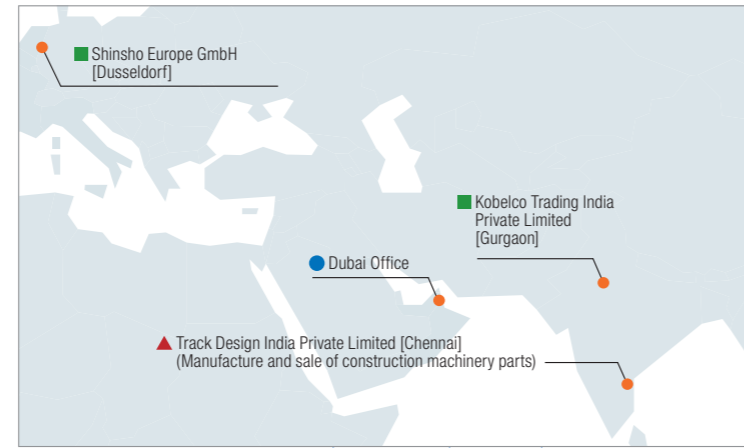 Shinsho Europe GmbH
[Dusseldorf]
Kobelco Trading India
Private Limited
[Gurgaon]
Dubai Office
Track Design India Private Limited [Chennai]
(Manufacture and sale of construction machinery parts)